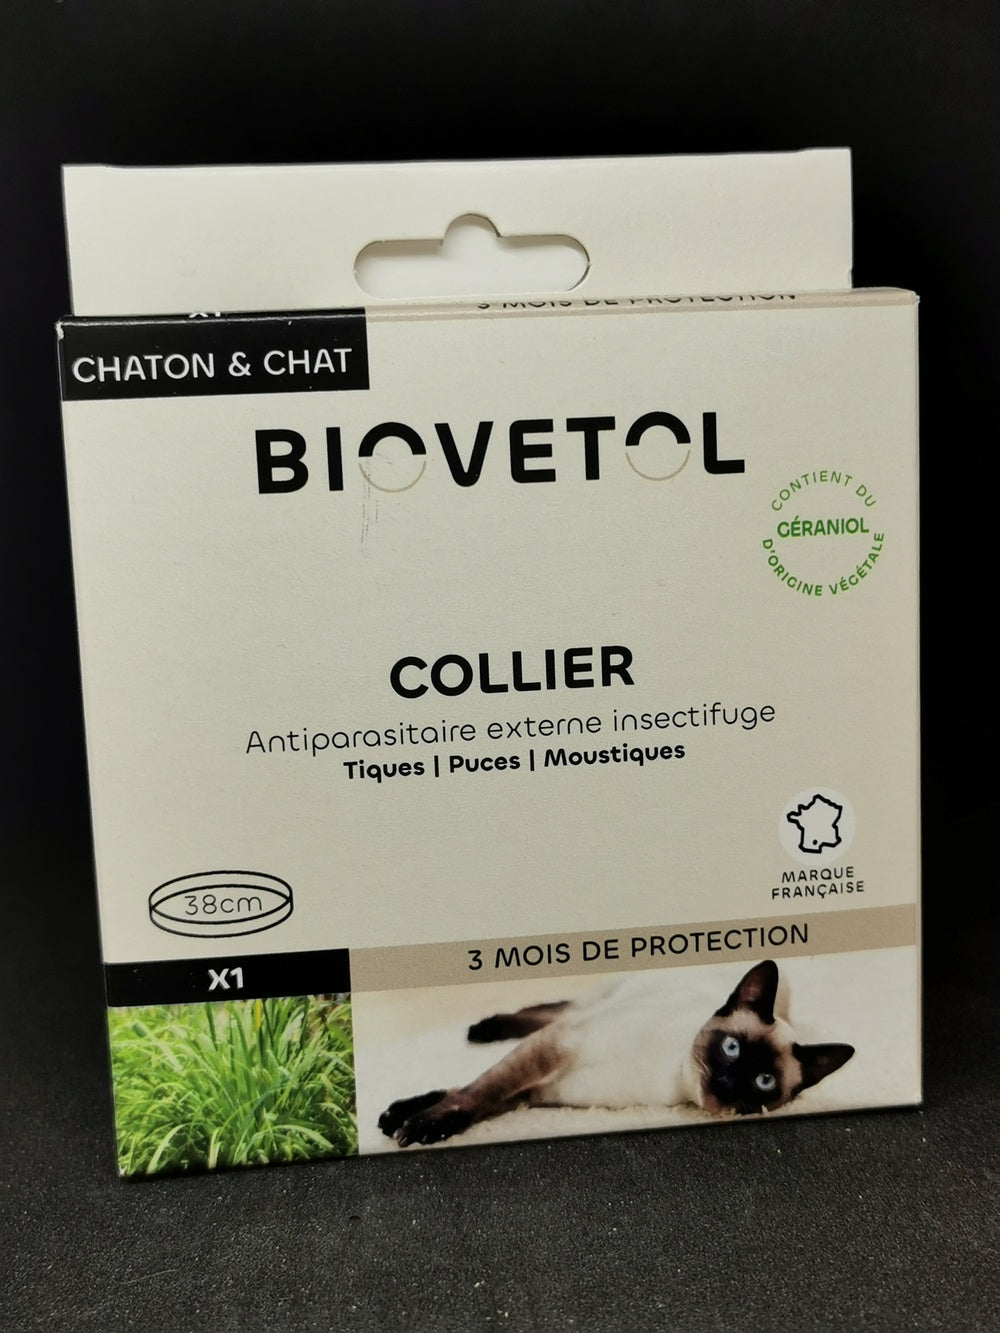 3 MOIS DE PROTECTION
CHATON & CHAT
BIOVETOL
CONTIENT DU
GÉRANIOL
D'ORIGINE VÉGÉTALE
COLLIER
Antiparasitaire externe insectifuge
Tiques | Puces | Moustiques
MARQUE
FRANÇAISE
38cm
3 MOIS DE PROTECTION
X1